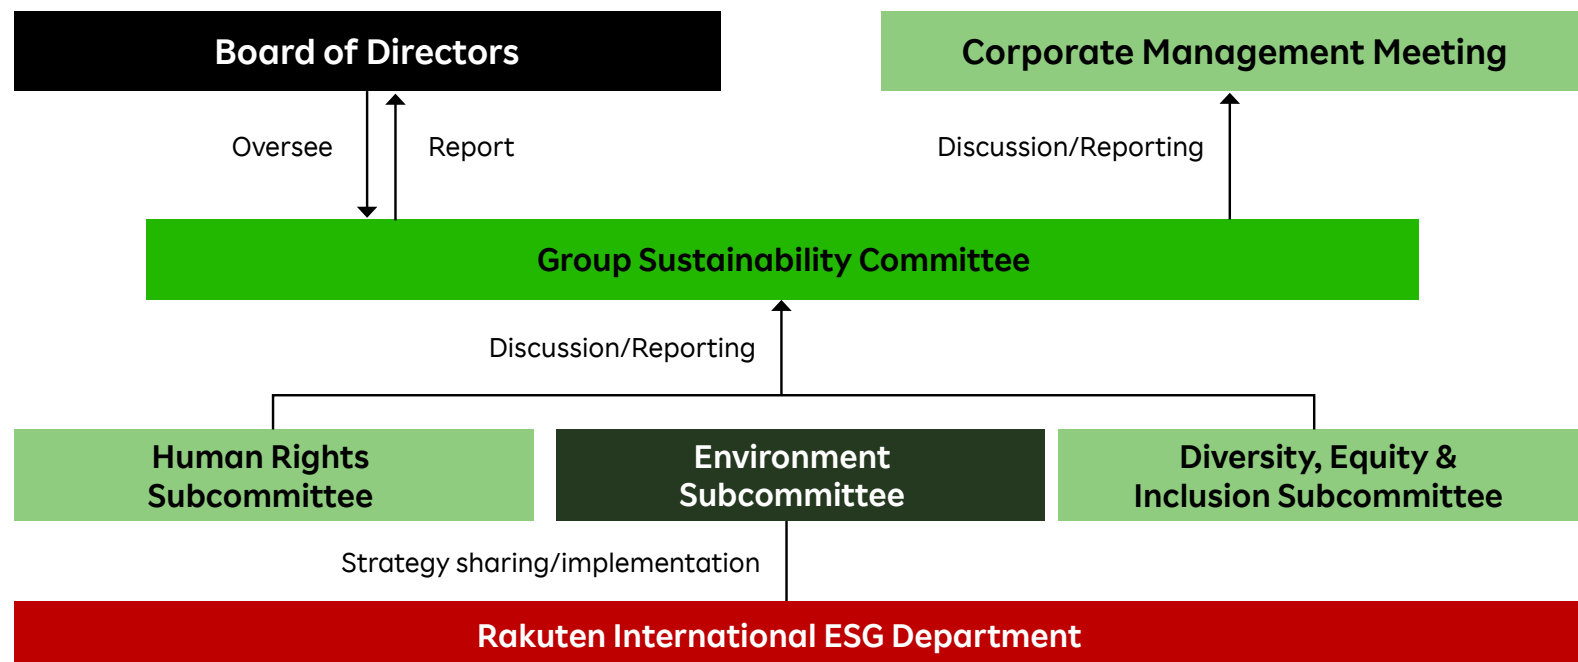 Board of Directors
Corporate Management Meeting
Oversee
Report
Discussion/Reporting
Group Sustainability Committee
Discussion/Reporting
Human Rights
Subcommittee
Environment
Subcommittee
Diversity, Equity &
Inclusion Subcommittee
Strategy sharing/implementation
Rakuten International ESG Department